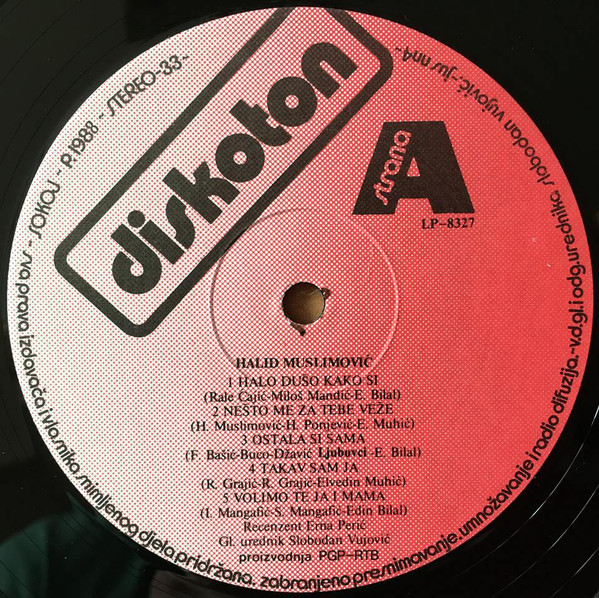 diskoton
strana
A
LP-8327
HALID MUSLIMOVIĆ
1 HALO DUŠO KAKO SI
(Rale Cajić-Miloš Mandić-E. Bilal)
2 NEŠTO ME ZA TEBE VEŽE
(H. Muslimović-H. Ponjević-E. Muhić)
3 OSTALA SI SAMA
(F Bašić-Buco-Džavić Ljubovci -E. Bilal)
4 TAKAV SAM JA
(R. Grajić-R. Grajić-Elvedin Muhić)
5 VOLIMO TE JA I MAMA
(I. Mangafić-S. Mangafić-Edin Bilal)
Recenzent Erna Perić
Gl. urednik Slobodan Vujović
proizvodnja PGP-RTB
STEREO-33- p.1988 - SOKOJ - sva prava izdavača i vlasnika snimljenog djela pridržana. zabranjeno presnimavanje, umnožavanje i radio difuzija.-v.d.gl.i odg.urednik slobodan vujović-jus nn4-